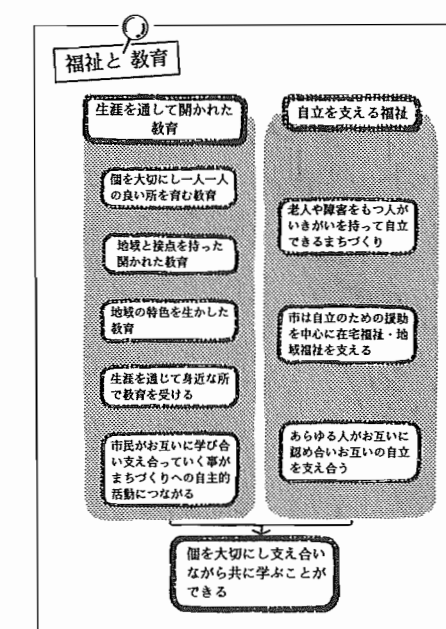 福祉と教育
生涯を通して開かれた
教育
個を大切にし一人一人
の良い所を育む教育
地域と接点を持った
開かれた教育
地域の特色を生かした
教育
生涯を通じて身近な所
で教育を受ける
市民がお互いに学び合
い支え合っていく事が
まちづくりへの自主的
活動につながる
自立を支える福祉
老人や障害をもつ人が
いきがいを持って自立
できるまちづくり
市は自立のための援助
を中心に在宅福祉・地
域福祉を支える
あらゆる人がお互いに
認め合いお互いの自立
を支え合う
個を大切にし支え合い
ながら共に学ぶことが
できる